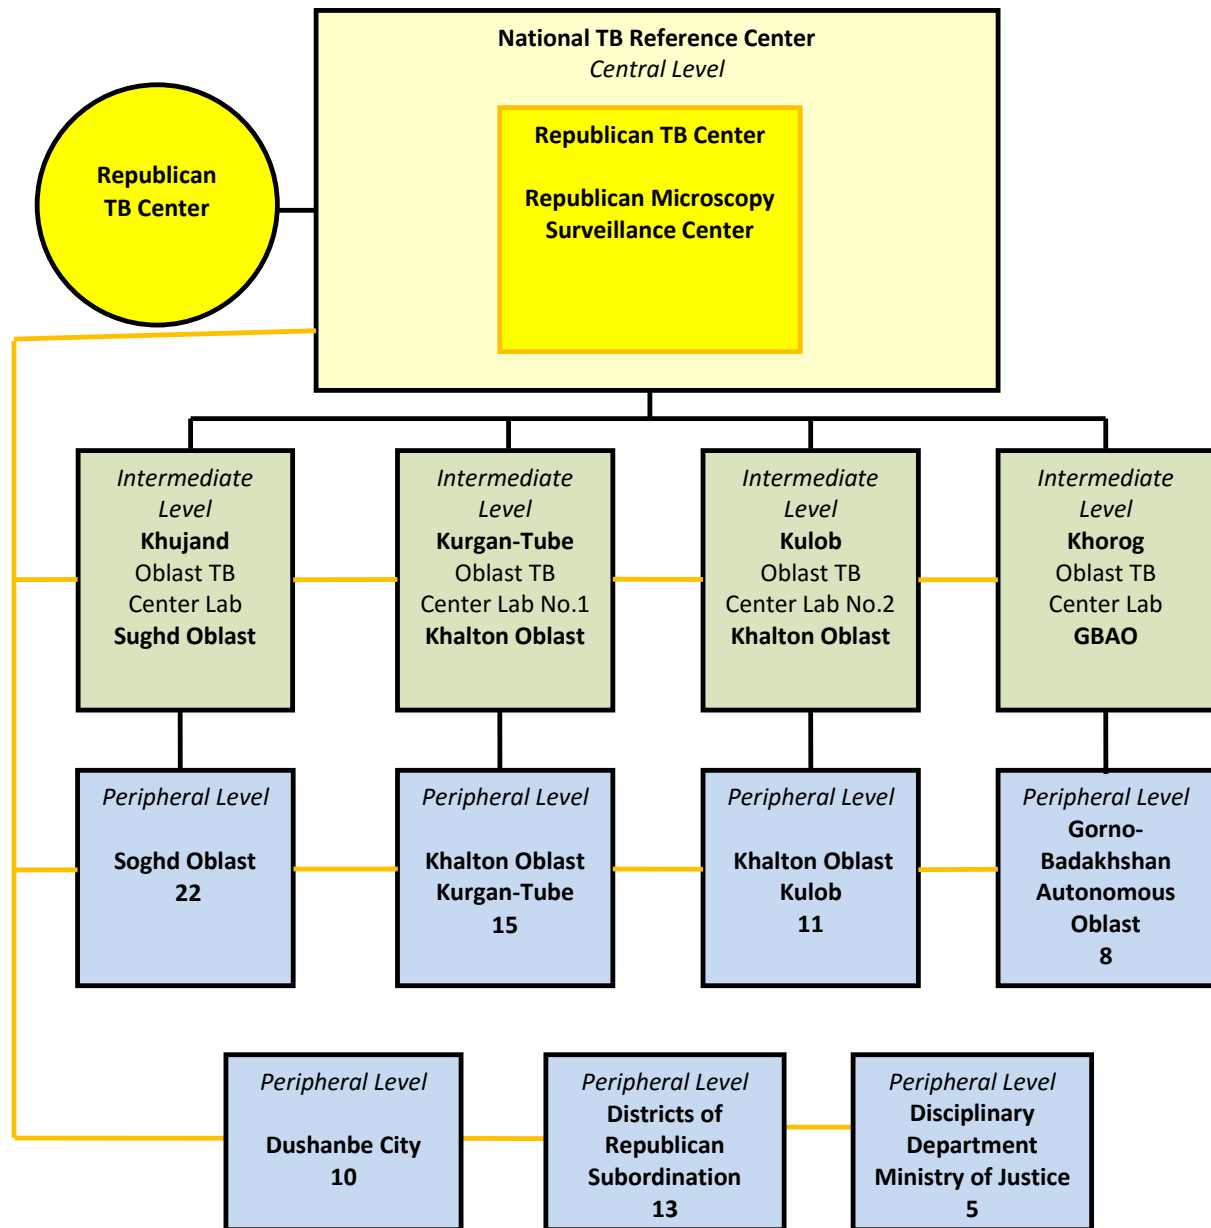 National TB Reference Center
Central Level
Republican TB Center
Republican Microscopy
Surveillance Center
Republican
TB Center
Intermediate
Level
Khujand
Oblast TB
Center Lab
Sughd Oblast
Intermediate
Level
Kurgan-Tube
Oblast TB
Center Lab No.1
Khalton Oblast
Intermediate
Level
Kulob
Oblast TB
Center Lab No.2
Khalton Oblast
Intermediate
Level
Khorog
Oblast TB
Center Lab
GBAO
Peripheral Level
Soghd Oblast
22
Peripheral Level
Khalton Oblast
Kurgan-Tube
15
Peripheral Level
Khalton Oblast
Kulob
11
Peripheral Level
Gorno-
Badakhshan
Autonomous
Oblast
8
Peripheral Level
Dushanbe City
10
Peripheral Level
Districts of
Republican
Subordination
13
Peripheral Level
Disciplinary
Department
Ministry of Justice
5